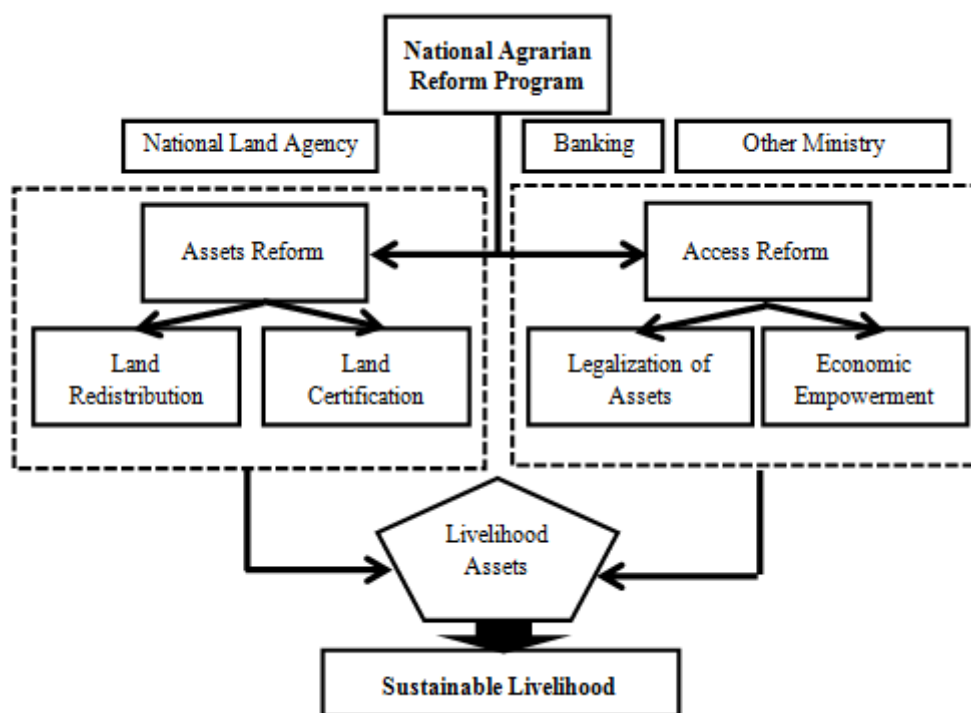 National Agrarian
Reform Program
National Land Agency
Banking
Other Ministry
Assets Reform
Access Reform
Land
Redistribution
Land
Certification
Legalization of
Assets
Economic
Empowerment
Livelihood
Assets
Sustainable Livelihood